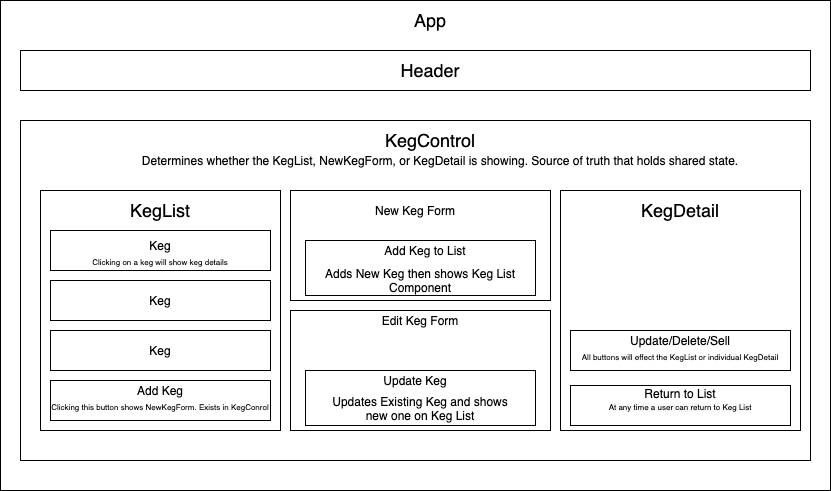 App
Header
KegControl
Determines whether the KegList, NewKegForm, or KegDetail is showing. Source of truth that holds shared state.
KegList
Keg
Clicking on a keg will show keg details
Keg
Keg
Add Keg
Clicking this button shows NewKegForm. Exists in KegConrol
New Keg Form
Add Keg to List
Adds New Keg then shows Keg List
Component
Edit Keg Form
Update Keg
Updates Existing Keg and shows
new one on Keg List
KegDetail
Update/Delete/Sell
All buttons will effect the KegList or individual KegDetail
Return to List
At any time a user can return to Keg List